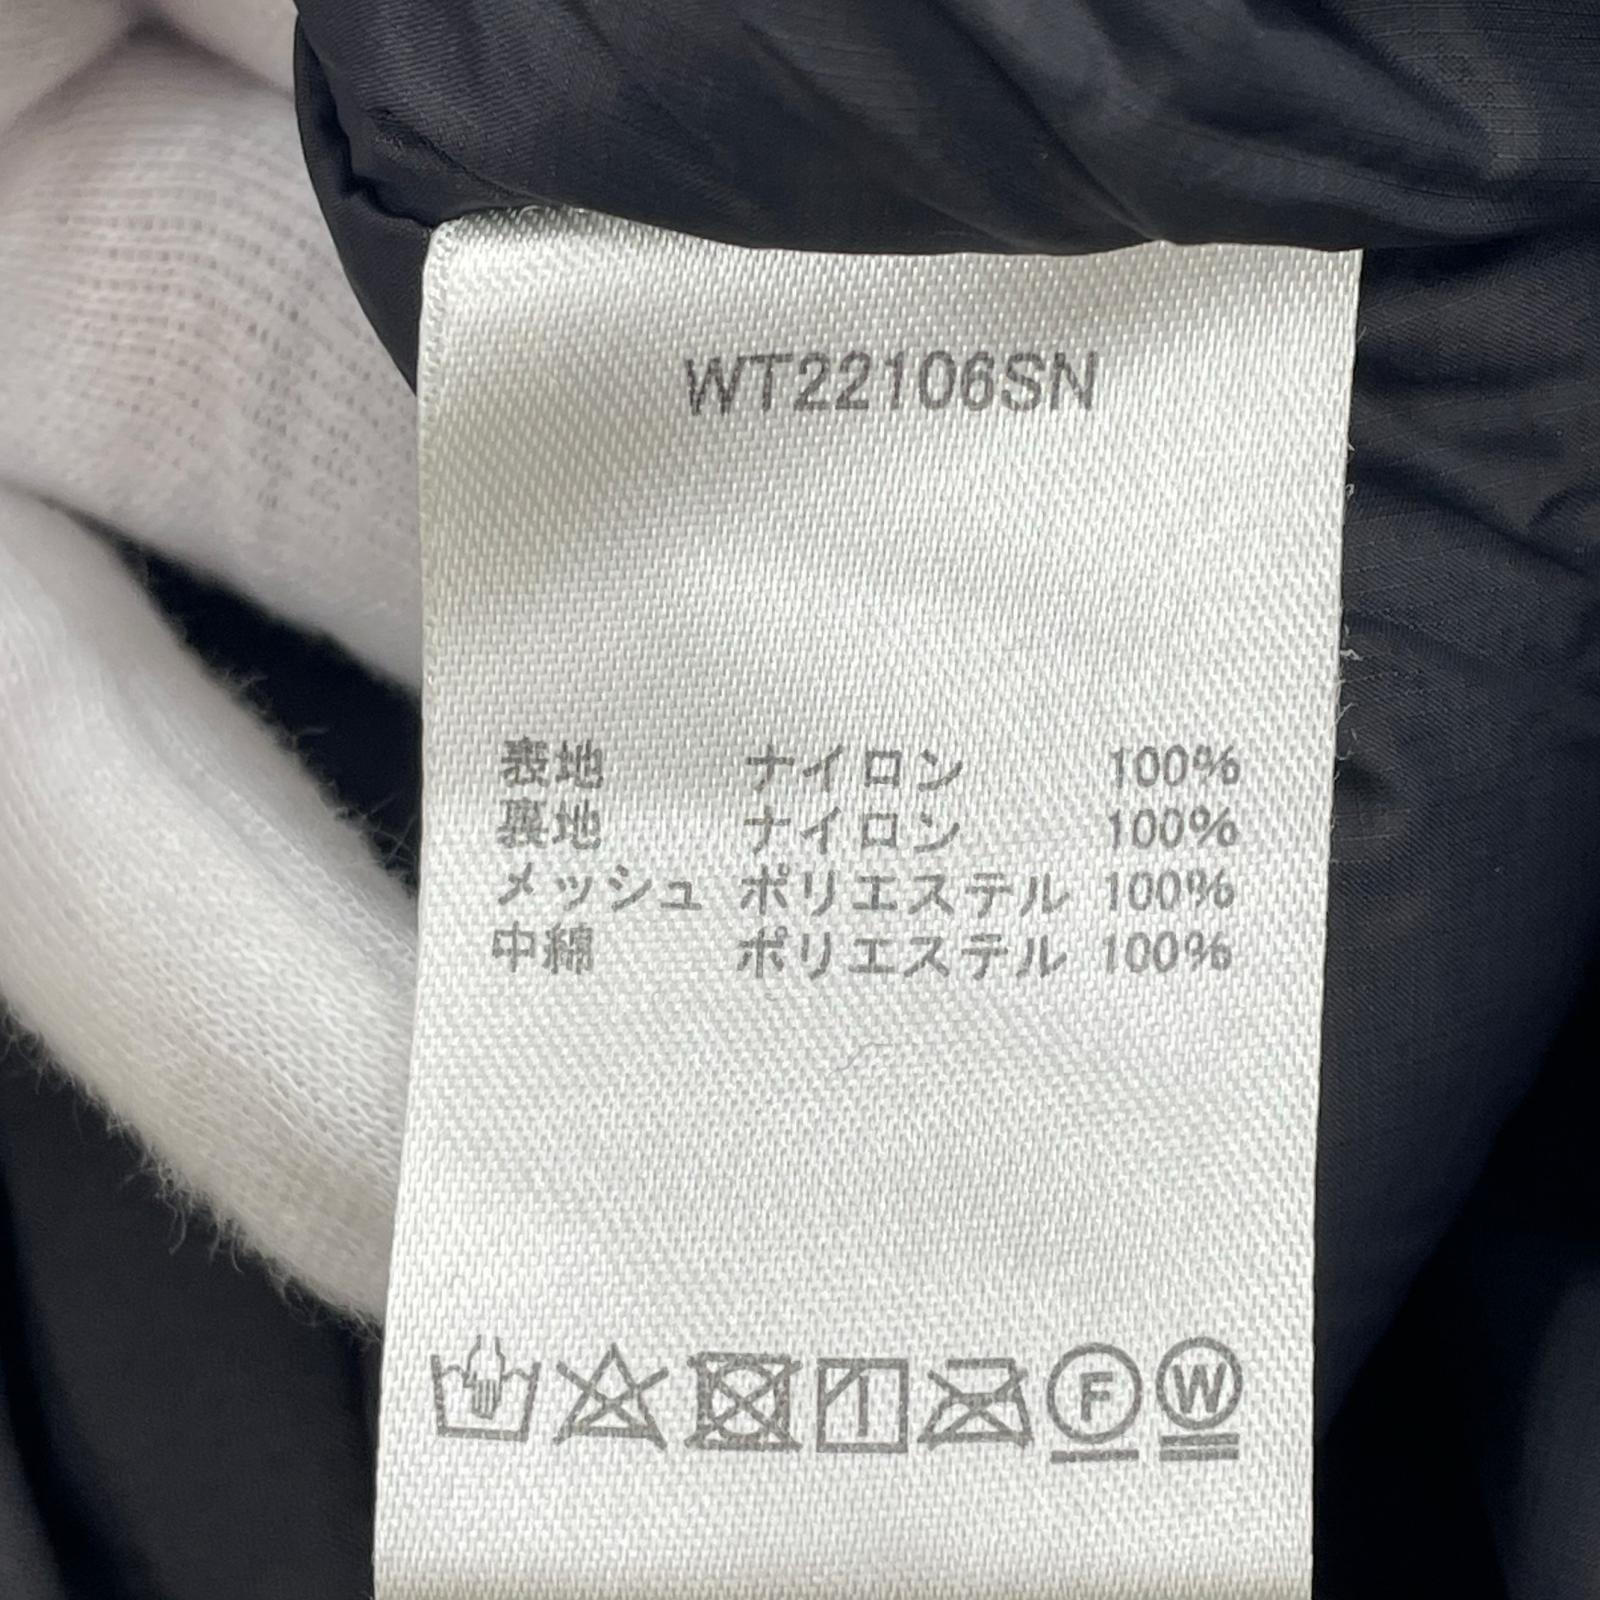 WT22106SN
表地 ナイロン 100%
裏地 ナイロン 100%
メッシュ ポリエステル 100%
中綿 ポリエステル 100%
F W